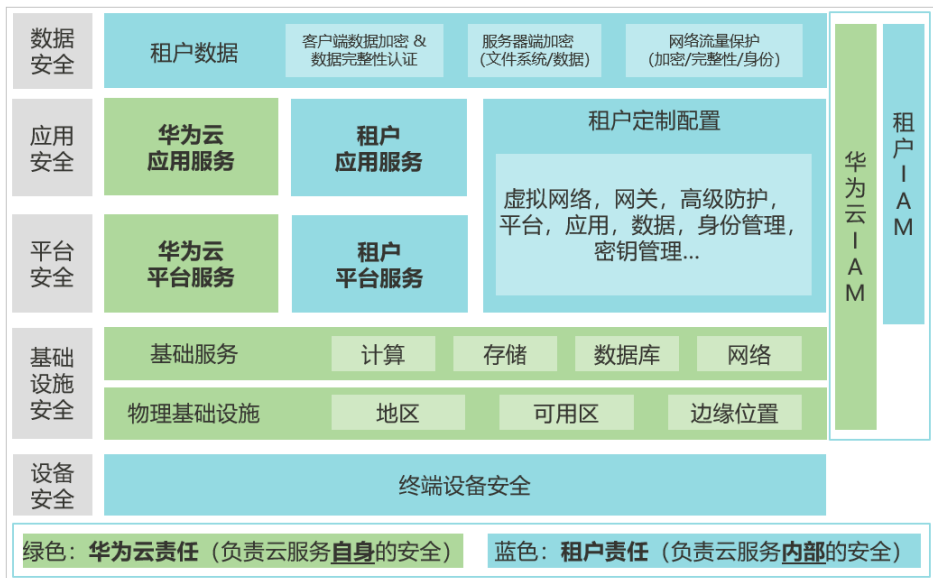 数据
安全
租户数据
客户端数据加密 &
数据完整性认证
服务器端加密
(文件系统/数据)
网络流量保护
(加密/完整性/身份)
应用
安全
华为云
应用服务
租户
应用服务
租户定制配置
虚拟网络，网关，高级防护，
平台，应用，数据，身份管理，
密钥管理...
平台
安全
华为云
平台服务
租户
平台服务
基础
设施
安全
基础服务
计算
存储
数据库
网络
物理基础设施
地区
可用区
边缘位置
设备
安全
终端设备安全
华为云IAM
租户IAM
绿色：华为云责任（负责云服务自身的安全）
蓝色：租户责任（负责云服务内部的安全）